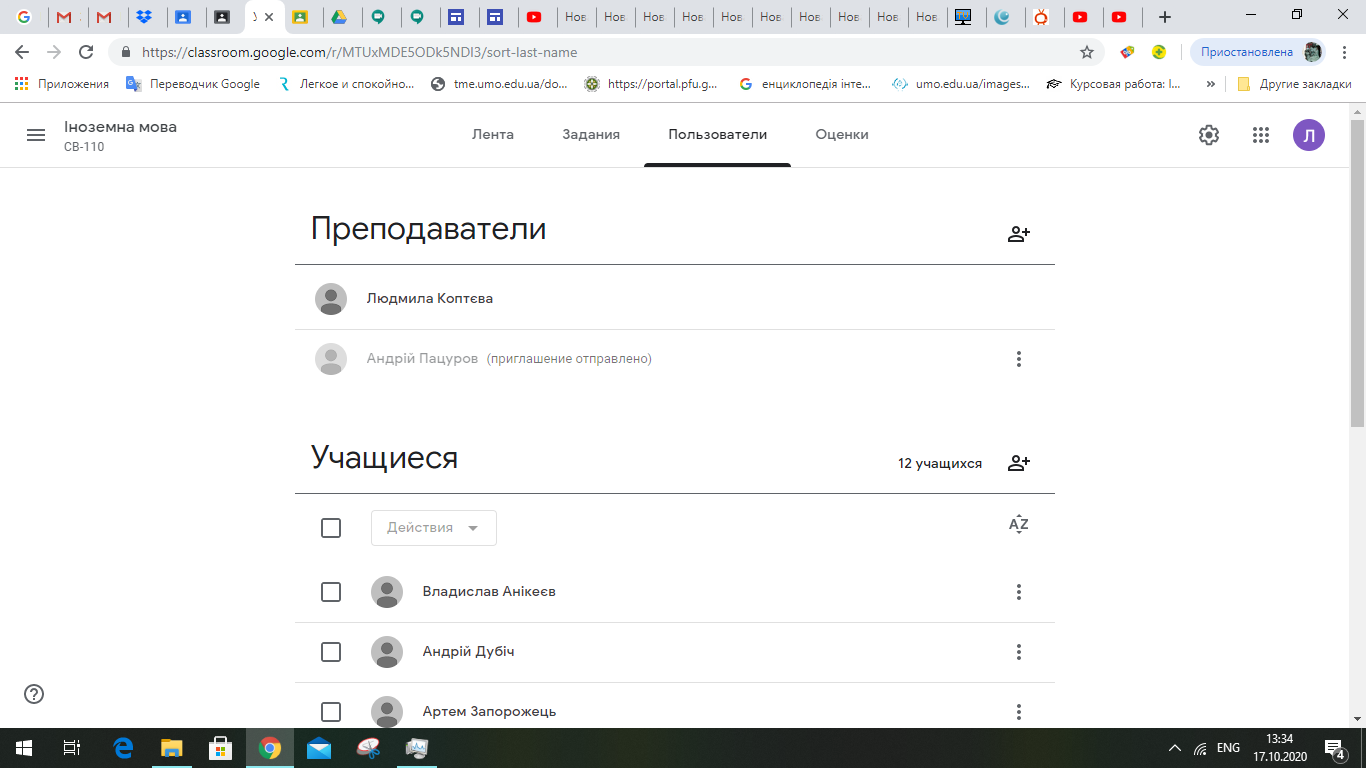 У
Нов Нов Нов Нов Нов Нов Нов Нов Нов Нов
https://classroom.google.com/r/MTUxMDE5ODk5NDI3/sort-last-name
Приостановлена
Приложения Переводчик Google Легкое и спокойно... tme.umo.edu.ua/do... https://portal.pfu.g... енциклопедія інте... umo.edu.ua/images... Курсовая работа: І... » Другие закладки
Іноземна мова
СВ-110
Лента Задания Пользователи Оценки
Л
Преподаватели
Людмила Коптєва
Андрій Пацуров (приглашение отправлено)
Учащиеся
12 учащихся
Действия
AZ
Владислав Анікеєв
Андрій Дубіч
Артем Запорожець
ENG
13:34
17.10.2020
4